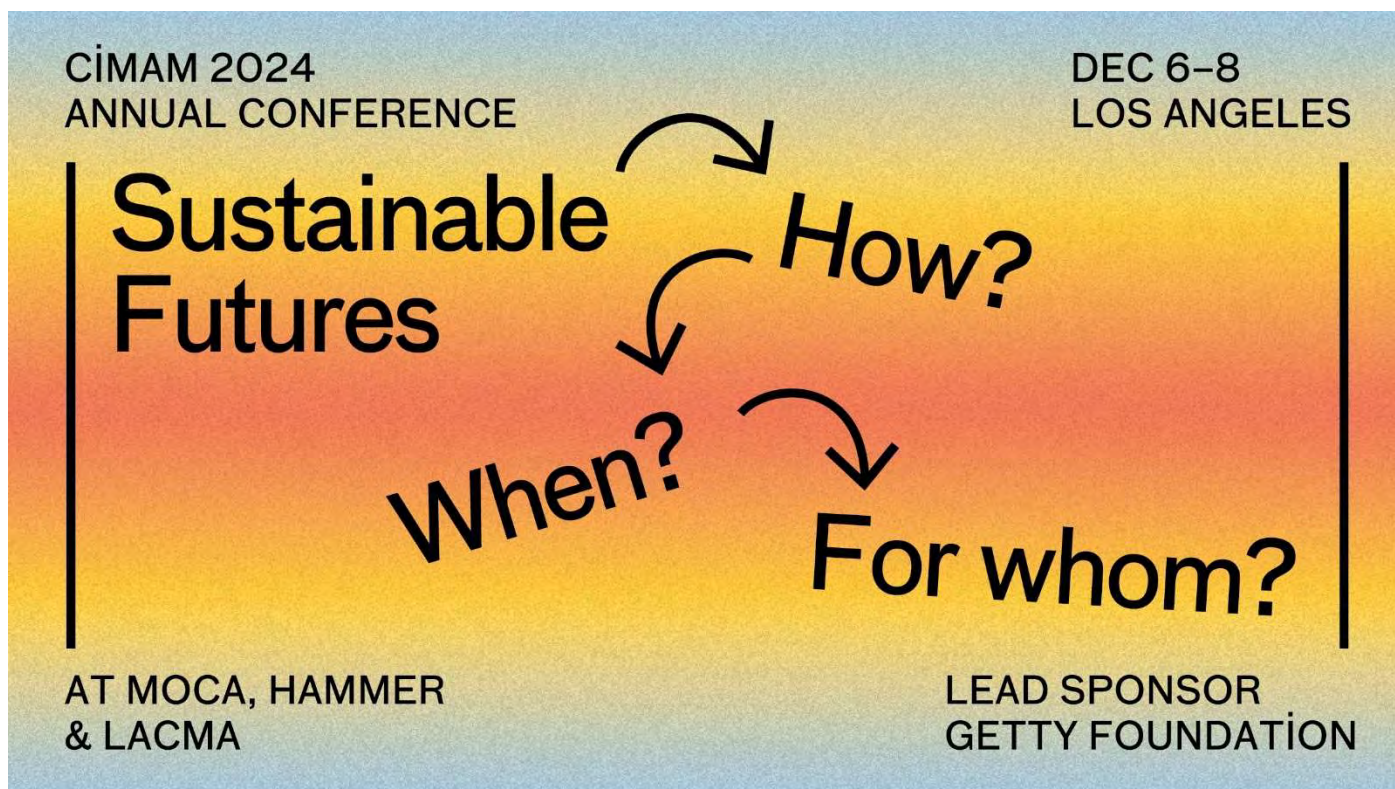 CİMAM 2024
ANNUAL CONFERENCE
DEC 6–8
LOS ANGELES
Sustainable
Futures
How?
When?
For whom?
AT MOCA, HAMMER
& LACMA
LEAD SPONSOR
GETTY FOUNDATİON